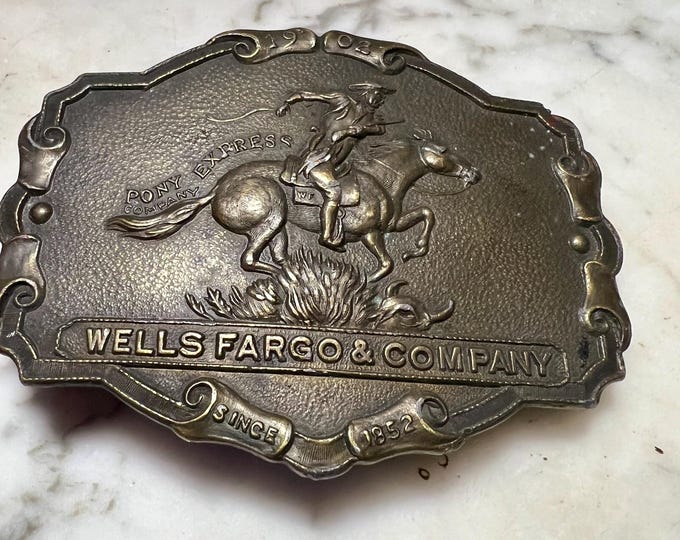 1902
PONY EXPRESS
COMPANY
WF
WELLS FARGO & COMPANY
SINCE 1852